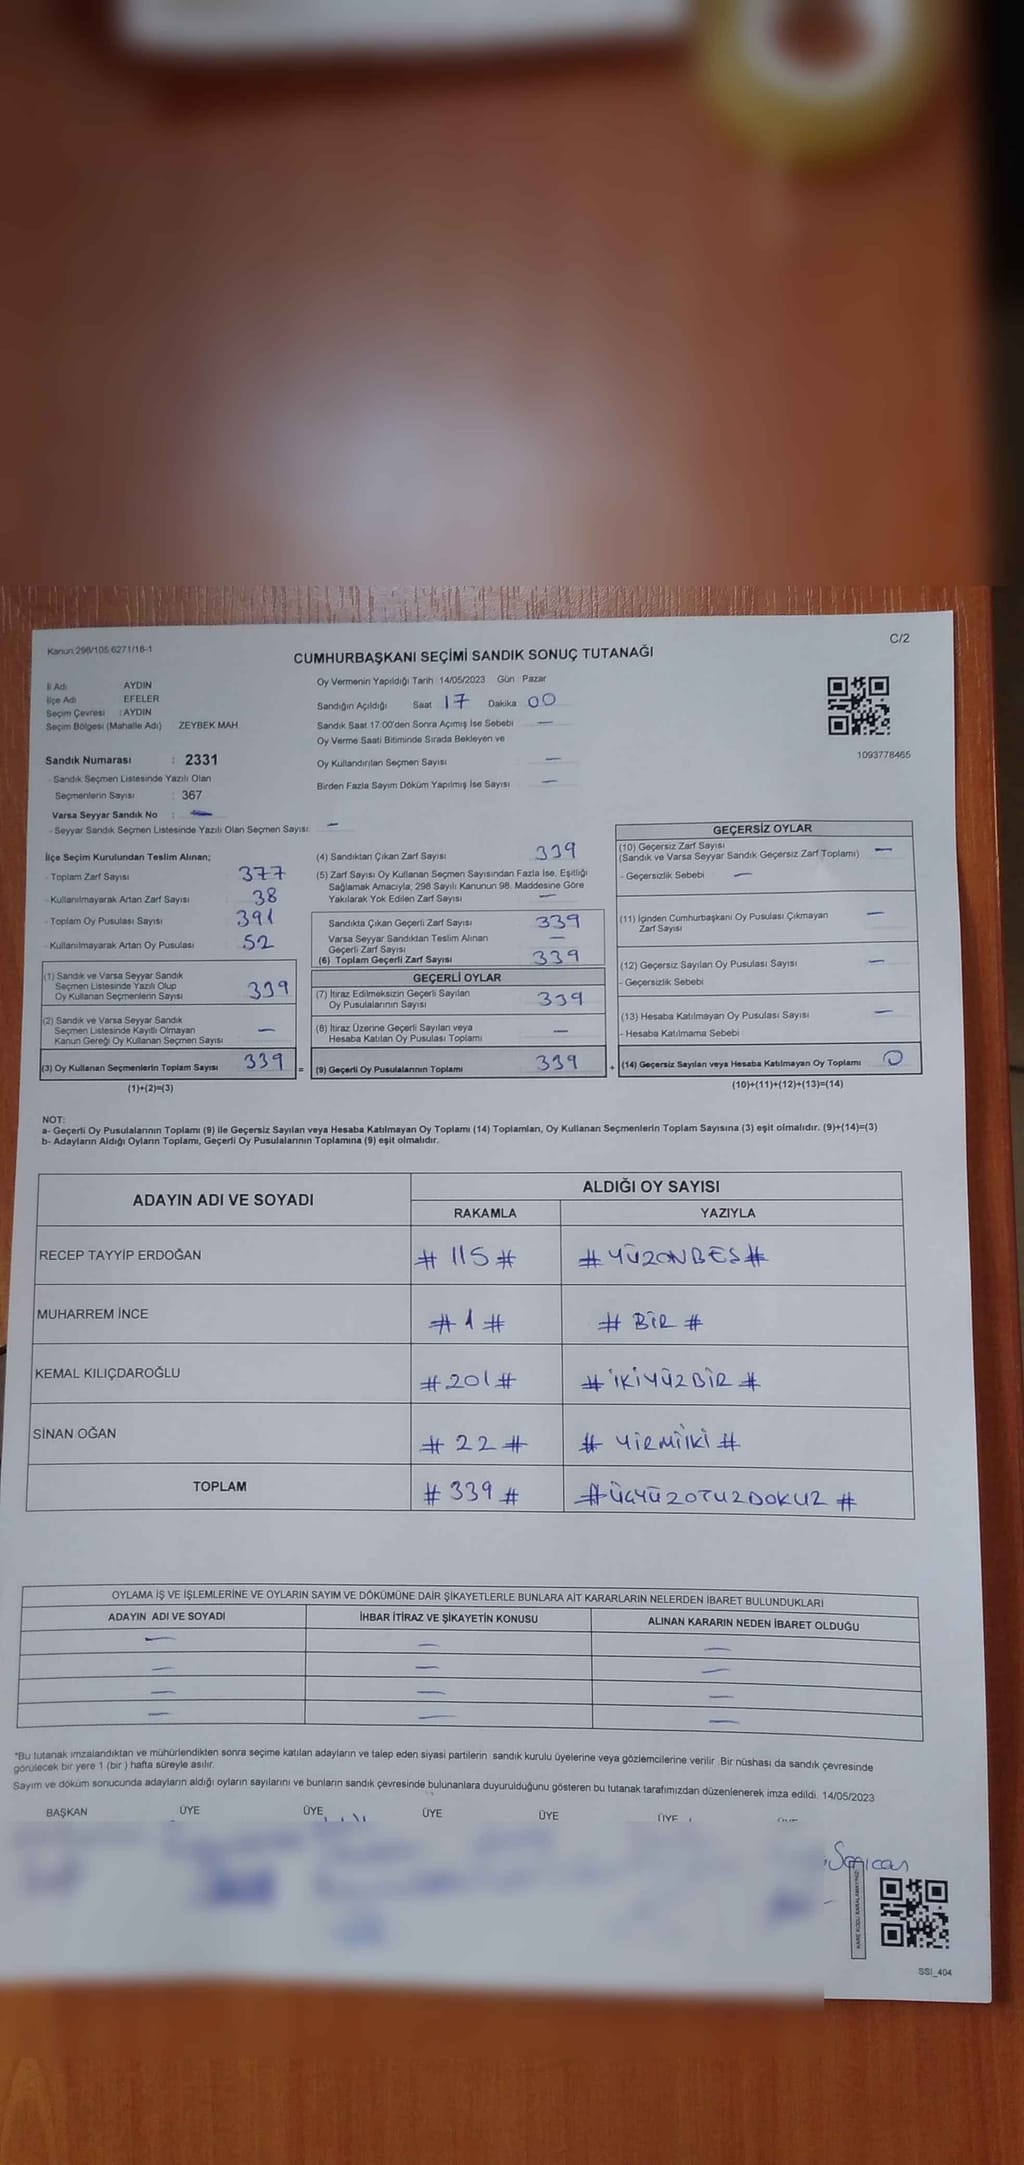 Kanun:298/105.6271/18-1
C/2
CUMHURBAŞKANI SEÇİMİ SANDIK SONUÇ TUTANAĞI
İl Adı AYDIN
İlçe Adı EFELER
Seçim Çevresi : AYDIN
Seçim Bölgesi (Mahalle Adı) ZEYBEK MAH.
Oy Vermenin Yapıldığı Tarih 14/05/2023 Gün Pazar
Sandığın Açıldığı Saat 17 Dakika 00
Sandık Saat 17:00'den Sonra Açımış İse Sebebi —
Oy Verme Saati Bitiminde Sırada Bekleyen ve
Oy Kullandırılan Seçmen Sayısı —
Birden Fazla Sayım Döküm Yapılmış İse Sayısı —
1093778465
Sandık Numarası : 2331
- Sandık Seçmen Listesinde Yazılı Olan
Seçmenlerin Sayısı : 367
Varsa Seyyar Sandık No : —
- Seyyar Sandık Seçmen Listesinde Yazılı Olan Seçmen Sayısı: —
İlçe Seçim Kurulundan Teslim Alınan;
- Toplam Zarf Sayısı 377
- Kullanılmayarak Artan Zarf Sayısı 38
- Toplam Oy Pusulası Sayısı 391
- Kullanılmayarak Artan Oy Pusulası 52
(1) Sandık ve Varsa Seyyar Sandık
Seçmen Listesinde Yazılı Olup
Oy Kullanan Seçmenlerin Sayısı 339
(2) Sandık ve Varsa Seyyar Sandık
Seçmen Listesinde Kayıtlı Olmayan
Kanun Gereği Oy Kullanan Seçmen Sayısı —
(3) Oy Kullanan Seçmenlerin Toplam Sayısı 339 =
(1)+(2)=(3)
(4) Sandıktan Çıkan Zarf Sayısı 339
(5) Zarf Sayısı Oy Kullanan Seçmen Sayısından Fazla İse, Eşitliği
Sağlamak Amacıyla; 298 Sayılı Kanunun 98. Maddesine Göre
Yakılarak Yok Edilen Zarf Sayısı —
Sandıkta Çıkan Geçerli Zarf Sayısı 339
Varsa Seyyar Sandıktan Teslim Alınan
Geçerli Zarf Sayısı —
(6) Toplam Geçerli Zarf Sayısı 339
GEÇERLİ OYLAR
(7) İtiraz Edilmeksizin Geçerli Sayılan
Oy Pusulalarının Sayısı 339
(8) İtiraz Üzerine Geçerli Sayılan veya
Hesaba Katılan Oy Pusulası Toplamı —
(9) Geçerli Oy Pusulalarının Toplamı 339 +
GEÇERSİZ OYLAR
(10) Geçersiz Zarf Sayısı
(Sandık ve Varsa Seyyar Sandık Geçersiz Zarf Toplamı) —
- Geçersizlik Sebebi —
(11) İçinden Cumhurbaşkanı Oy Pusulası Çıkmayan
Zarf Sayısı —
(12) Geçersiz Sayılan Oy Pusulası Sayısı —
- Geçersizlik Sebebi
(13) Hesaba Katılmayan Oy Pusulası Sayısı —
- Hesaba Katılmama Sebebi
(14) Geçersiz Sayılan veya Hesaba Katılmayan Oy Toplamı 0
(10)+(11)+(12)+(13)=(14)
NOT:
a- Geçerli Oy Pusulalarının Toplamı (9) ile Geçersiz Sayılan veya Hesaba Katılmayan Oy Toplamı (14) Toplamları, Oy Kullanan Seçmenlerin Toplam Sayısına (3) eşit olmalıdır. (9)+(14)=(3)
b- Adayların Aldığı Oyların Toplamı, Geçerli Oy Pusulalarının Toplamına (9) eşit olmalıdır.
ADAYIN ADI VE SOYADI ALDIĞI OY SAYISI
RAKAMLA YAZIYLA
RECEP TAYYİP ERDOĞAN # 115 # # YÜZONBES #
MUHARREM İNCE # 1 # # BİR #
KEMAL KILIÇDAROĞLU # 201 # # İKİYÜZBİR #
SİNAN OĞAN # 22 # # YİRMİİKİ #
TOPLAM # 339 # # ÜÇYÜZOTUZDOKUZ #
OYLAMA İŞ VE İŞLEMLERİNE VE OYLARIN SAYIM VE DÖKÜMÜNE DAİR ŞİKAYETLERLE BUNLARA AİT KARARLARIN NELERDEN İBARET BULUNDUKLARI
ADAYIN ADI VE SOYADI İHBAR İTİRAZ VE ŞİKAYETİN KONUSU ALINAN KARARIN NEDEN İBARET OLDUĞU
— — —
— — —
— — —
— — —
*Bu tutanak imzalandıktan ve mühürlendikten sonra seçime katılan adayların ve talep eden siyasi partilerin sandık kurulu üyelerine veya gözlemcilerine verilir. Bir nüshası da sandık çevresinde
görülecek bir yere 1 (bir ) hafta süreyle asılır.
Sayım ve döküm sonucunda adayların aldığı oyların sayılarını ve bunların sandık çevresinde bulunanlara duyurulduğunu gösteren bu tutanak tarafımızdan düzenlenerek imza edildi. 14/05/2023
BAŞKAN ÜYE ÜYE ÜYE ÜYE ÜYE
SSI_404